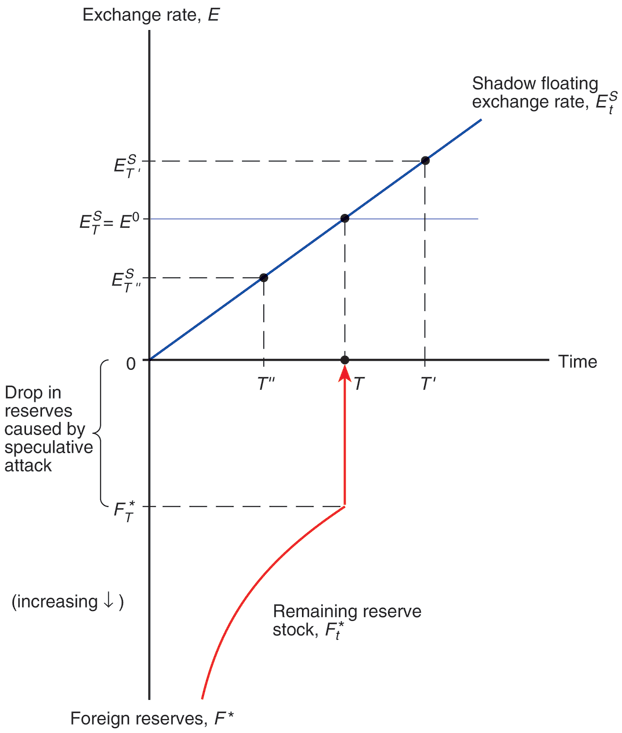 Exchange rate, E
Shadow floating
exchange rate, E^S_t
E^S_T'
E^S_T = E^0
E^S_T"
0
Time
T"
T
T'
Drop in
reserves
caused by
speculative
attack
F^*_T
(increasing ↓)
Remaining reserve
stock, F^*_t
Foreign reserves, F*